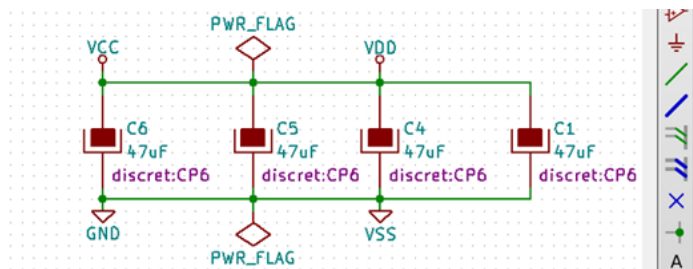 PWR_FLAG
VCC
VDD
C6
47uF
discret:CP6
C5
47uF
discret:CP6
C4
47uF
discret:CP6
C1
47uF
discret:CP6
GND
VSS
PWR_FLAG
A